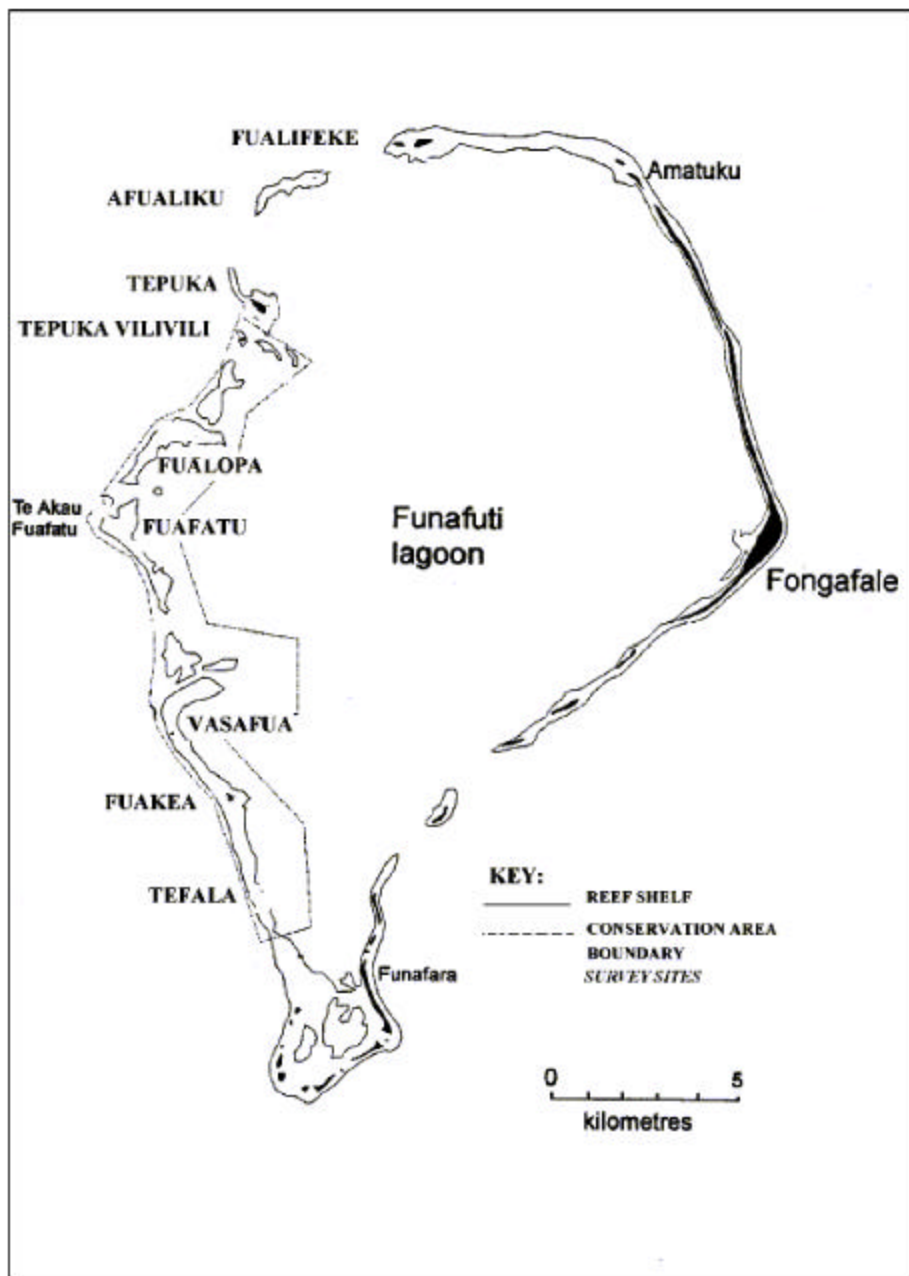 FUALIFEKE
Amatuku
AFUALIKU
TEPUKA
TEPUKA VILIVILI
FUALOPA
Te Akau
Fuafatu
FUAFATU
Funafuti
lagoon
Fongafale
VASAFUA
FUAKEA
TEFALA
KEY:
REEF SHELF
CONSERVATION AREA
BOUNDARY
SURVEY SITES
Funafara
0 5
kilometres